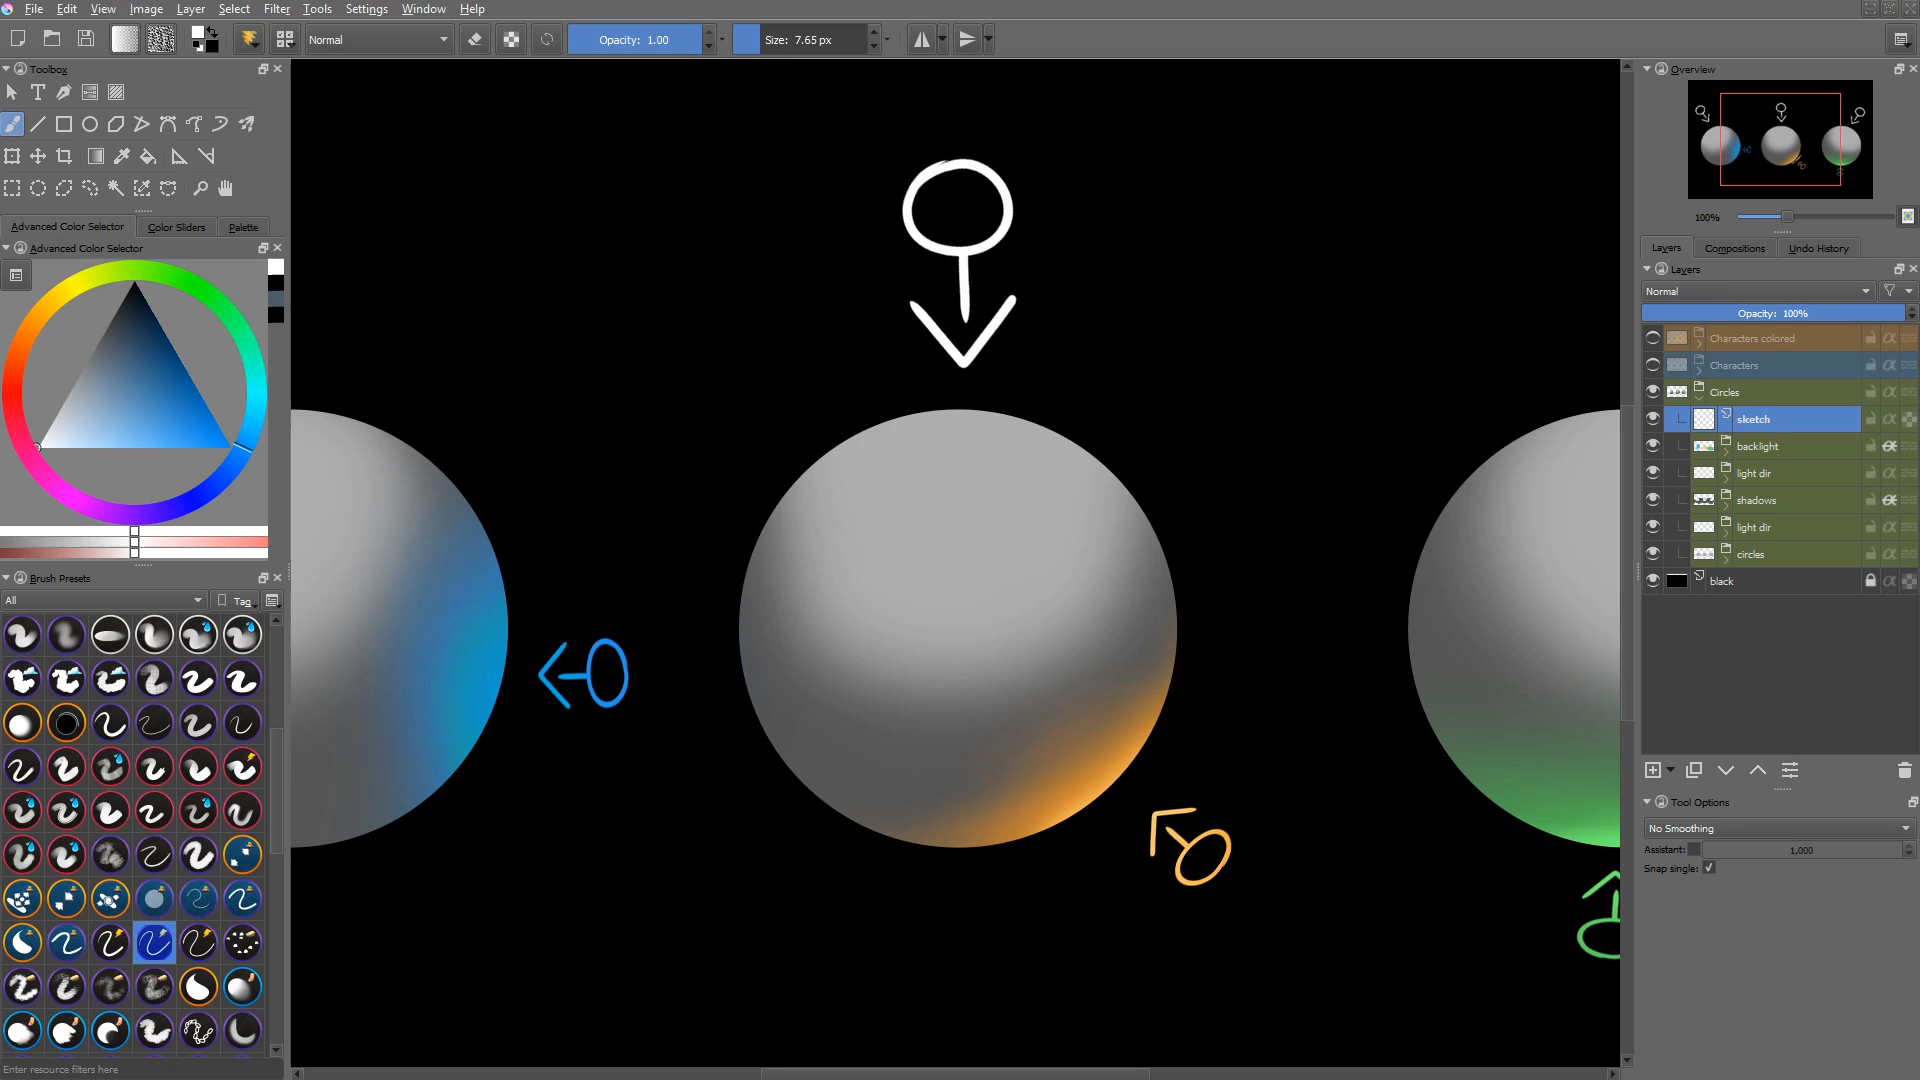 File Edit View Image Layer Select Filter Tools Settings Window Help
Normal Opacity: 1.00 Size: 7.65 px
Toolbox
Advanced Color Selector Color Sliders Palette
Advanced Color Selector
Brush Presets
All Tag
Enter resource filters here
Overview
100%
Layers Compositions Undo History
Layers
Normal
Opacity: 100%
Characters colored
Characters
Circles
sketch
backlight
light dir
shadows
light dir
circles
black
Tool Options
No Smoothing
Assistant: 1,000
Snap single: